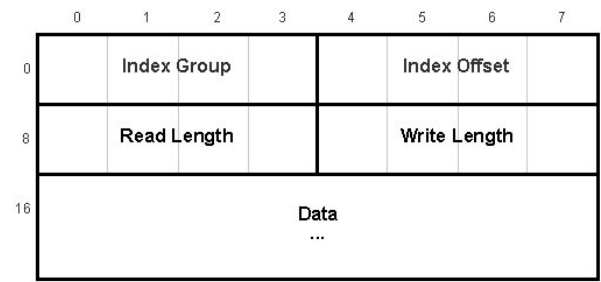 0 1 2 3 4 5 6 7
0 Index Group Index Offset
8 Read Length Write Length
16 Data
...